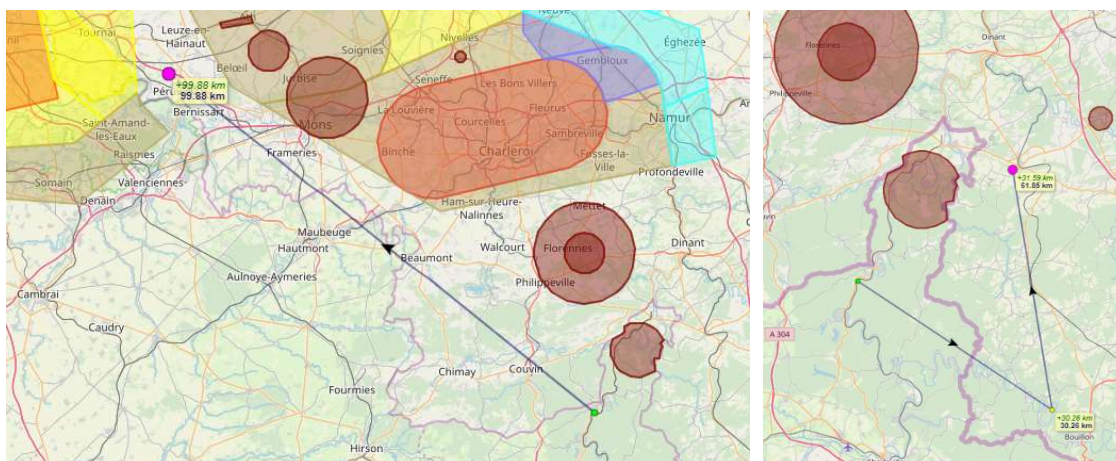 Tournai
Leuze-en-
Hainaut
Soignies
Nivelles
Éghezée
Belœil
Jurbise
Seneffe
Gembloux
+99.88 km
99.88 km
Bernissart
Les Bons Villers
La Louvière
Fleurus
Saint-Amand-
les-Eaux
Mons
Courcelles
Namur
Raismes
Frameries
Binche
Charleroi
Sambreville
Fosses-la-
Ville
Somain
Valenciennes
Profondeville
Denain
Ham-sur-Heure-
Nalinnes
Mettet
Maubeuge
Walcourt
Florennes
Dinant
Hautmont
Beaumont
Philippeville
Aulnoye-Aymeries
Cambrai
Caudry
Chimay
Couvin
Fourmies
Hirson
Dinant
Florennes
Philippeville
+31.59 km
61.85 km
A 304
+30.26 km
30.26 km
Bouillon